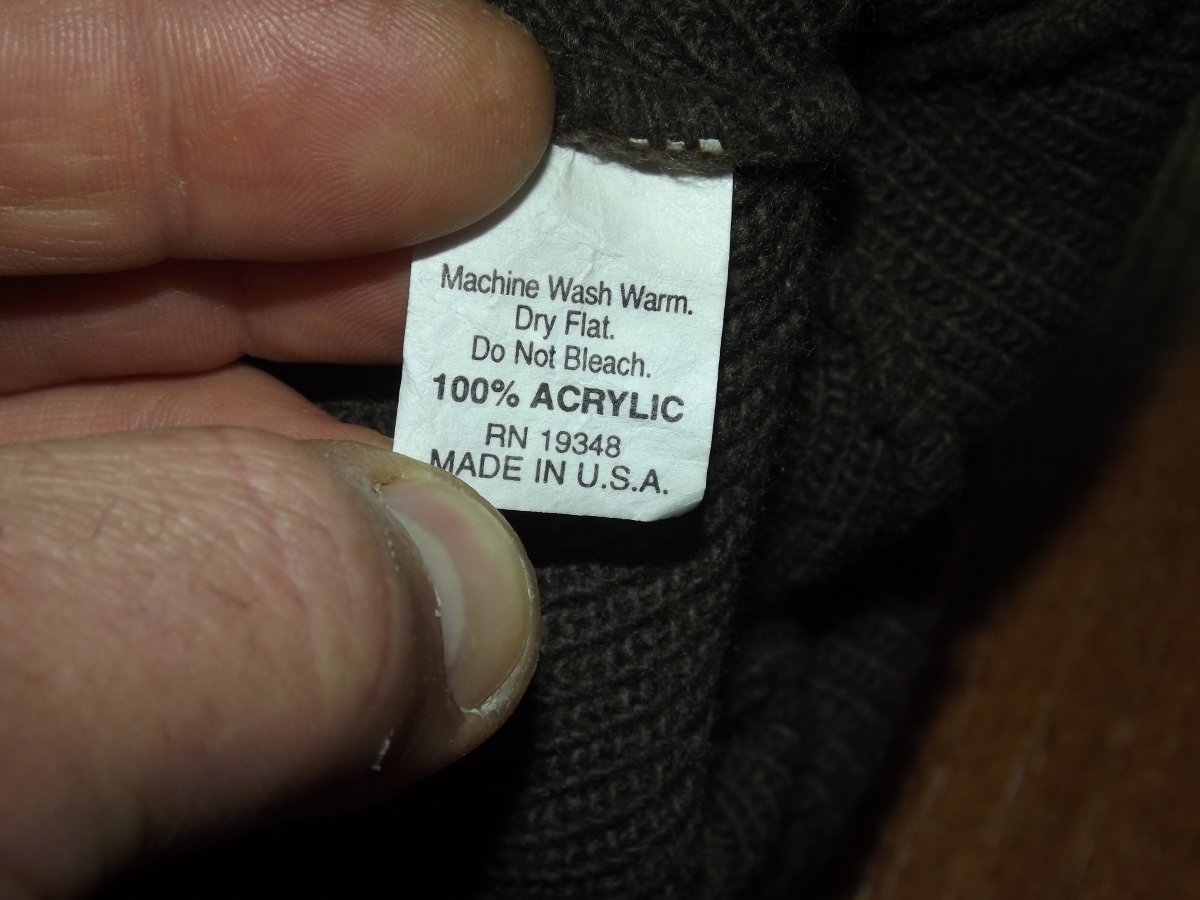 Machine Wash Warm.
Dry Flat.
Do Not Bleach.
100% ACRYLIC
RN 19348
MADE IN U.S.A.